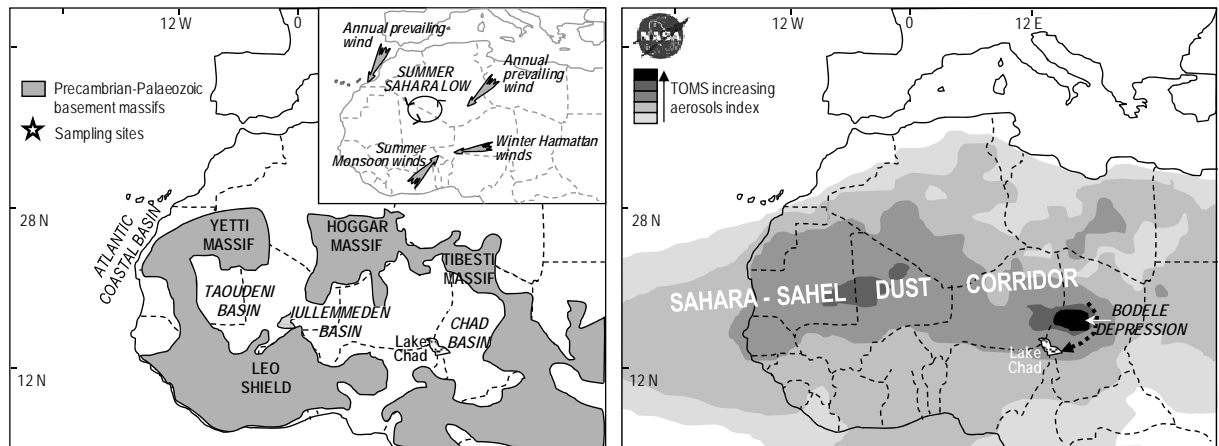 12 W
0
Annual prevailing
wind
SUMMER
SAHARA LOW
Annual
prevailing
wind
Summer
Monsoon winds
Winter Harmattan
winds
Precambrian-Palaeozoic
basement massifs
Sampling sites
28 N
12 N
ATLANTIC
COASTAL BASIN
YETTI
MASSIF
HOGGAR
MASSIF
TIBESTI
MASSIF
TAOUDENI
BASIN
IULLEMMEDEN
BASIN
CHAD
BASIN
Lake
Chad
LEO
SHIELD
12 W
0
12 E
NASA
TOMS increasing
aerosols index
28 N
12 N
SAHARA - SAHEL DUST CORRIDOR
BODELE
DEPRESSION
Lake
Chad